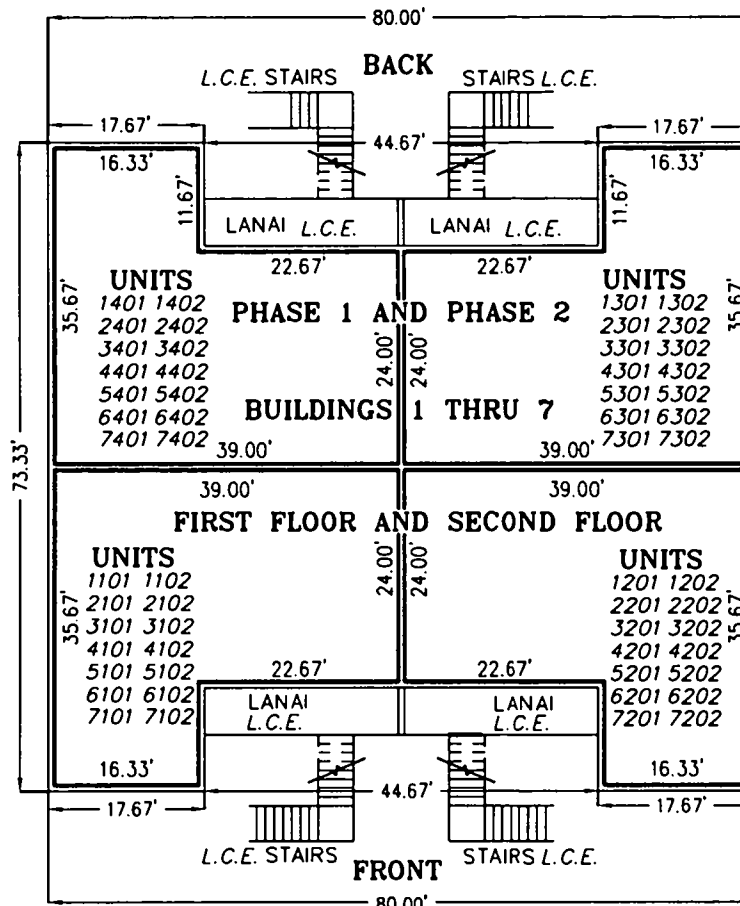 80.00'
BACK
L.C.E. STAIRS STAIRS L.C.E.
17.67' 44.67' 17.67'
16.33' 16.33'
11.67' 11.67'
LANAI L.C.E. LANAI L.C.E.
22.67' 22.67'
UNITS
1401 1402
2401 2402
3401 3402
4401 4402
5401 5402
6401 6402
7401 7402
UNITS
1301 1302
2301 2302
3301 3302
4301 4302
5301 5302
6301 6302
7301 7302
35.67' 35.67'
PHASE 1 AND PHASE 2
24.00' 24.00'
BUILDINGS 1 THRU 7
39.00' 39.00'
73.33'
39.00' 39.00'
FIRST FLOOR AND SECOND FLOOR
24.00' 24.00'
UNITS
1101 1102
2101 2102
3101 3102
4101 4102
5101 5102
6101 6102
7101 7102
UNITS
1201 1202
2201 2202
3201 3202
4201 4202
5201 5202
6201 6202
7201 7202
35.67' 35.67'
22.67' 22.67'
LANAI LANAI
L.C.E. L.C.E.
16.33' 16.33'
17.67' 44.67' 17.67'
L.C.E. STAIRS STAIRS L.C.E.
FRONT
80.00'